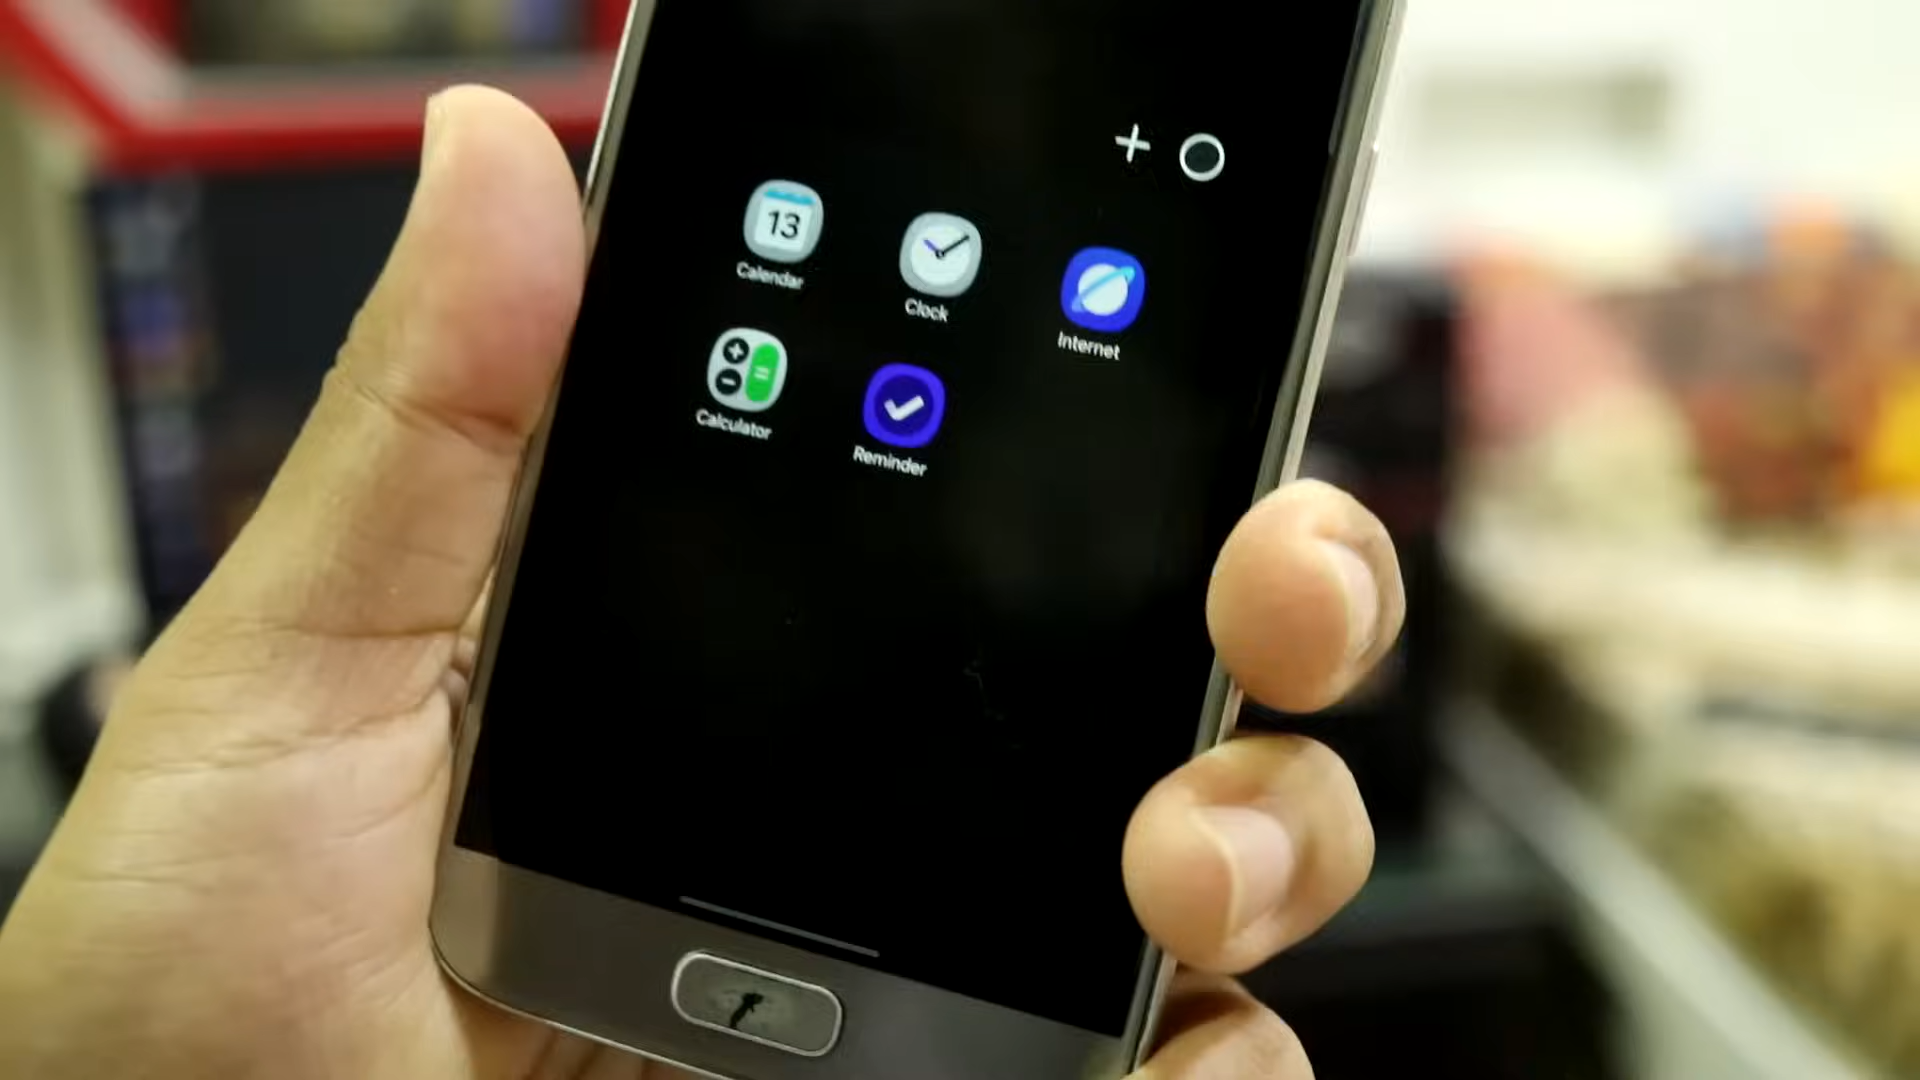 13
Calendar
Clock
Internet
Calculator
Reminder